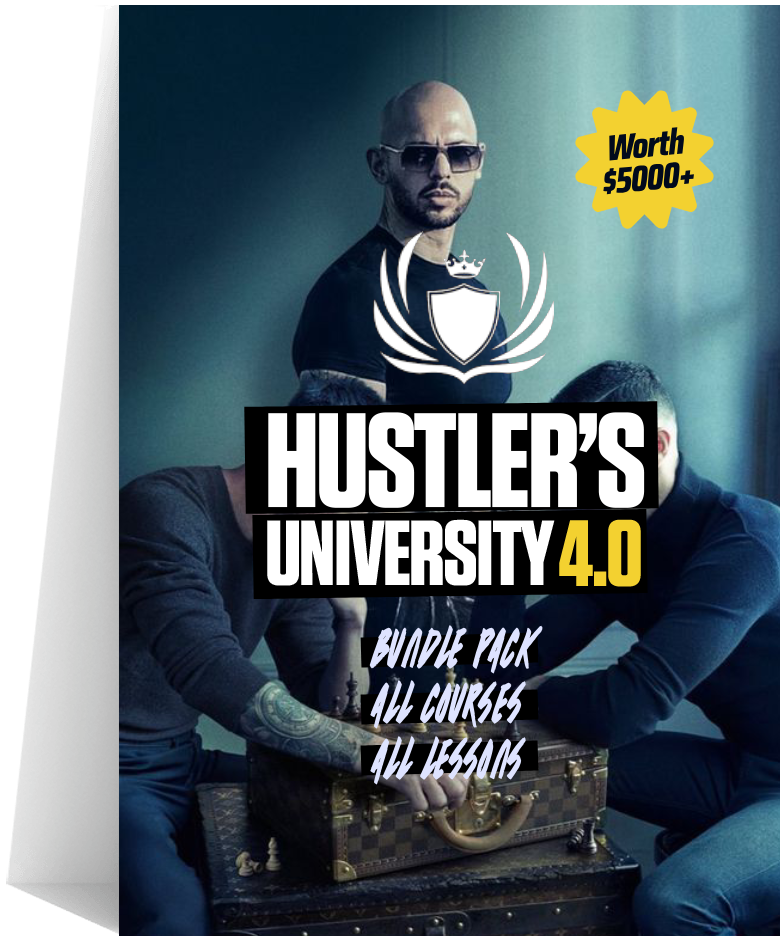 Worth
$5000+
HUSTLER'S
UNIVERSITY 4.0
BUNDLE PACK
ALL COURSES
ALL LESSONS